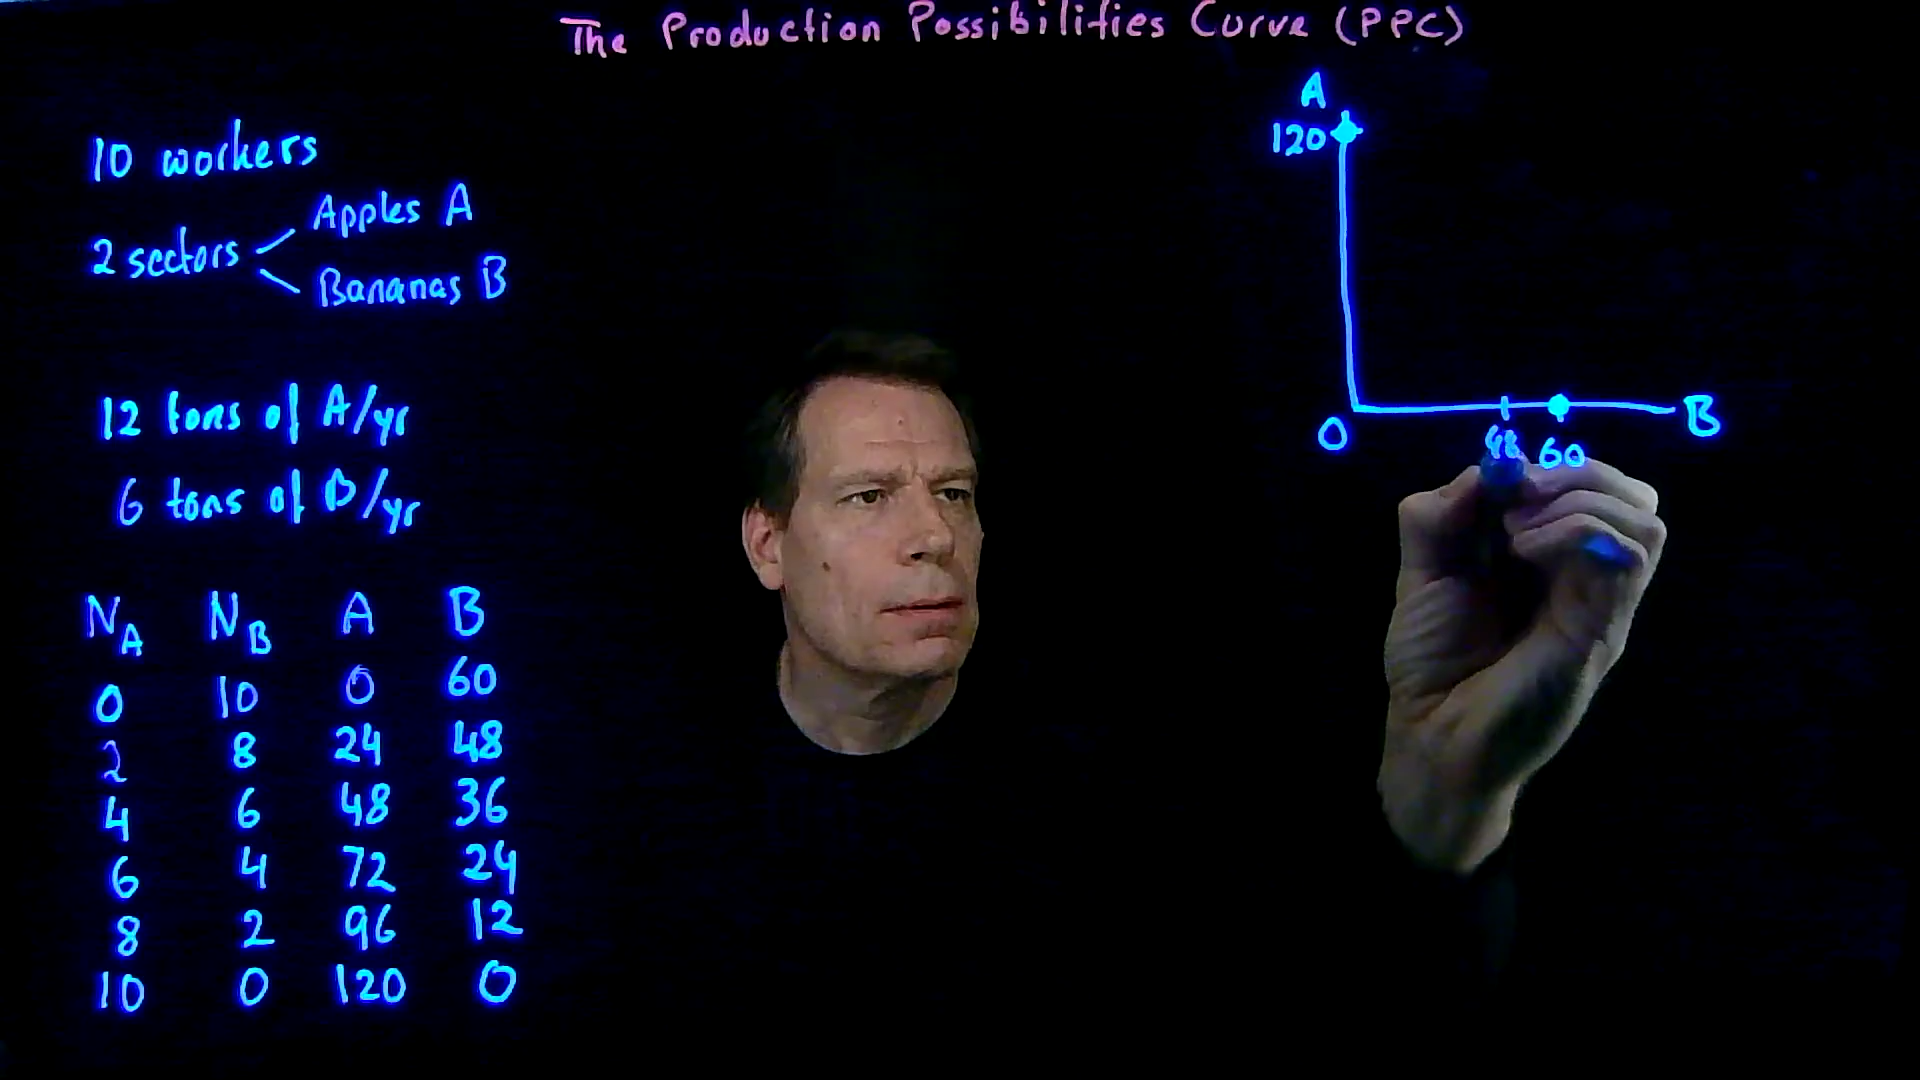 The Production Possibilities Curve (PPC)
10 workers
2 sectors
Apples A
Bananas B
12 tons of A/yr
6 tons of B/yr
N_A N_B A B
0 10 0 60
2 8 24 48
4 6 48 36
6 4 72 24
8 2 96 12
10 0 120 0
A
120
B
0
48 60